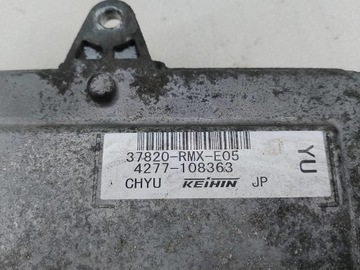 37820-RMX-E05
4277-108363
CHYU KEIHIN JP
YU